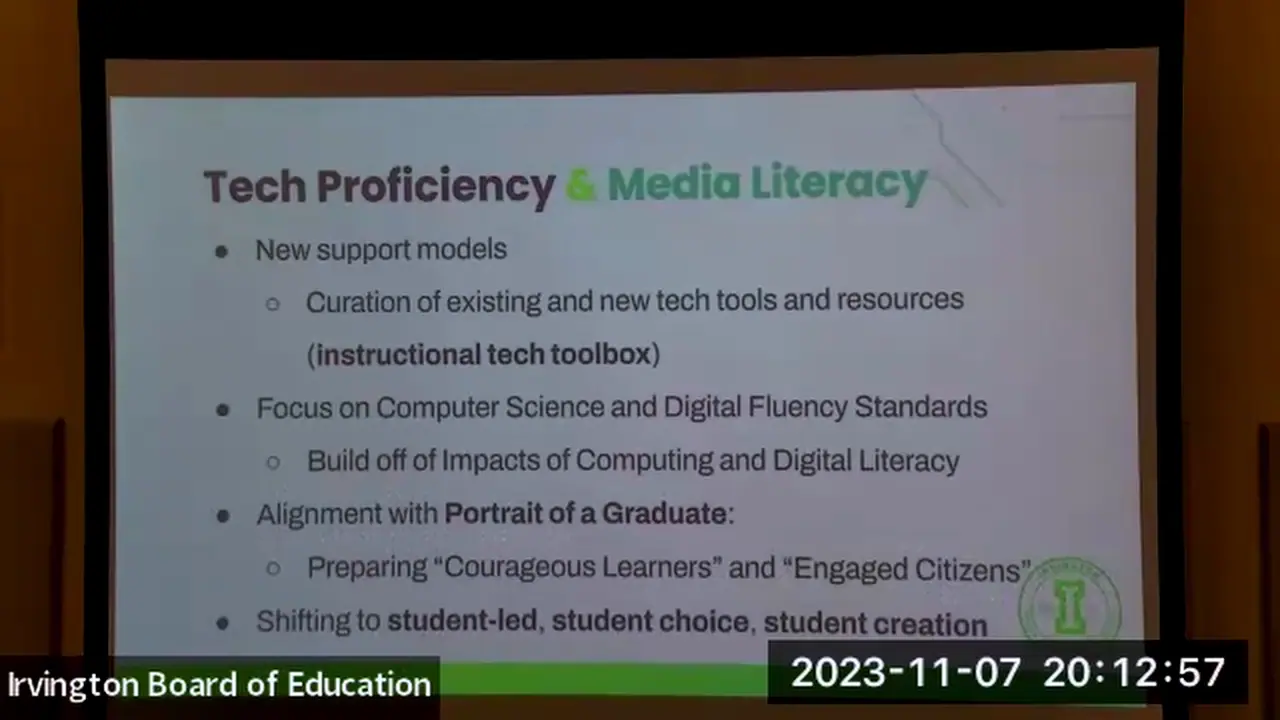 Tech Proficiency & Media Literacy
● New support models
○ Curation of existing and new tech tools and resources
(instructional tech toolbox)
● Focus on Computer Science and Digital Fluency Standards
○ Build off of Impacts of Computing and Digital Literacy
● Alignment with Portrait of a Graduate:
○ Preparing “Courageous Learners” and “Engaged Citizens”
● Shifting to student-led, student choice, student creation
I
Irvington Board of Education
2023-11-07 20:12:57